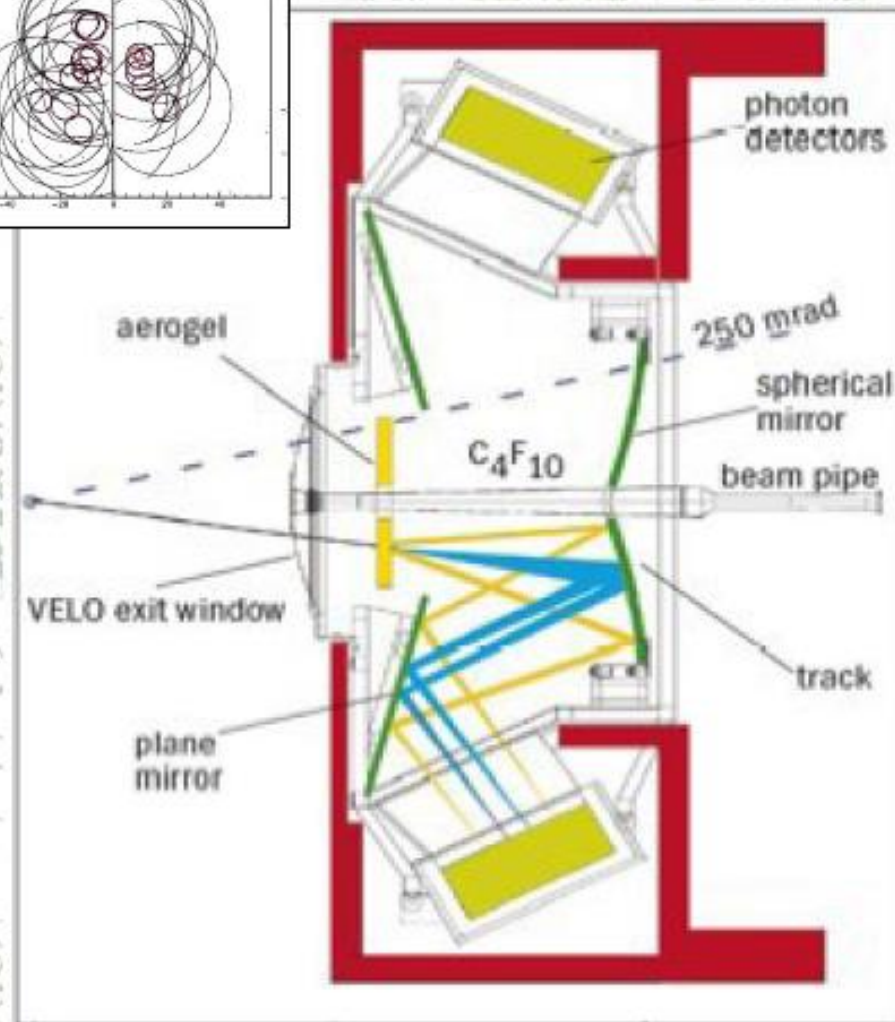 photon
detectors
aerogel
250 mrad
spherical
mirror
C₄F₁₀
beam pipe
VELO exit window
track
plane
mirror